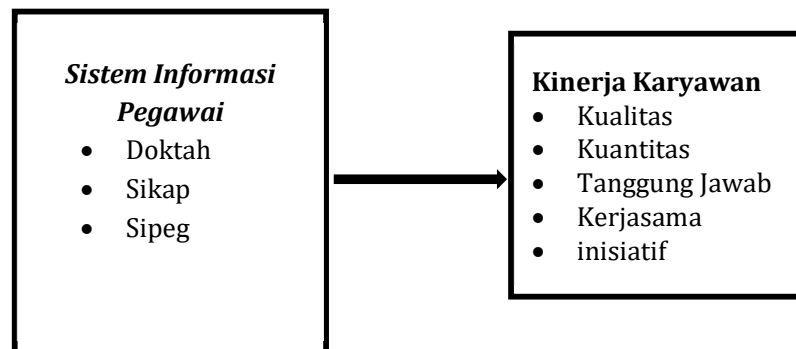 Sistem Informasi
Pegawai
• Doktah
• Sikap
• Sipeg
Kinerja Karyawan
• Kualitas
• Kuantitas
• Tanggung Jawab
• Kerjasama
• inisiatif